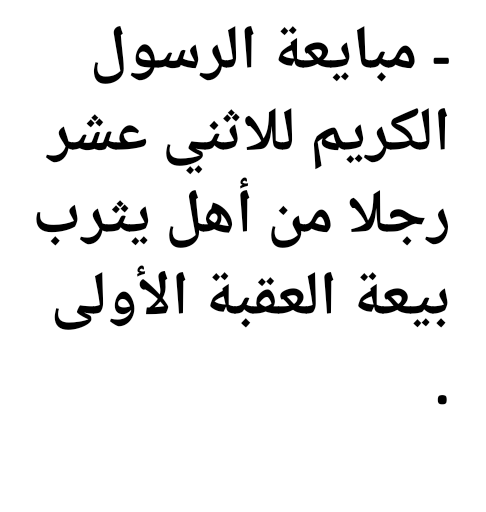 - مبايعة الرسول
الكريم للاثني عشر
رجلا من أهل يثرب
بيعة العقبة الأولى
.